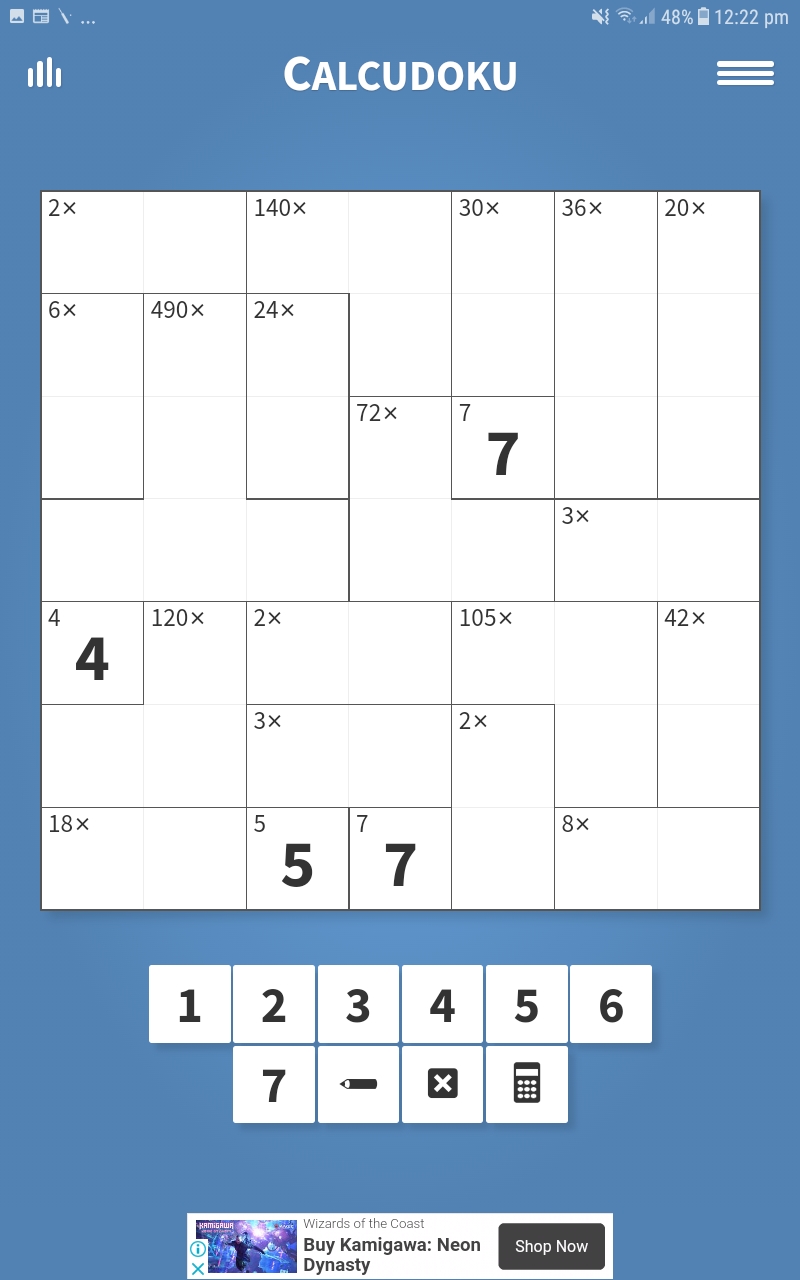 ... 48% 12:22 pm
CALCUDOKU
2× 140× 30× 36× 20×
6× 490× 24×
72× 7
7
3×
4 120× 2× 105× 42×
4
3× 2×
18× 5 7 8×
5 7
1 2 3 4 5 6
7
Wizards of the Coast
Buy Kamigawa: Neon
Dynasty
Shop Now
KAMIGAWA